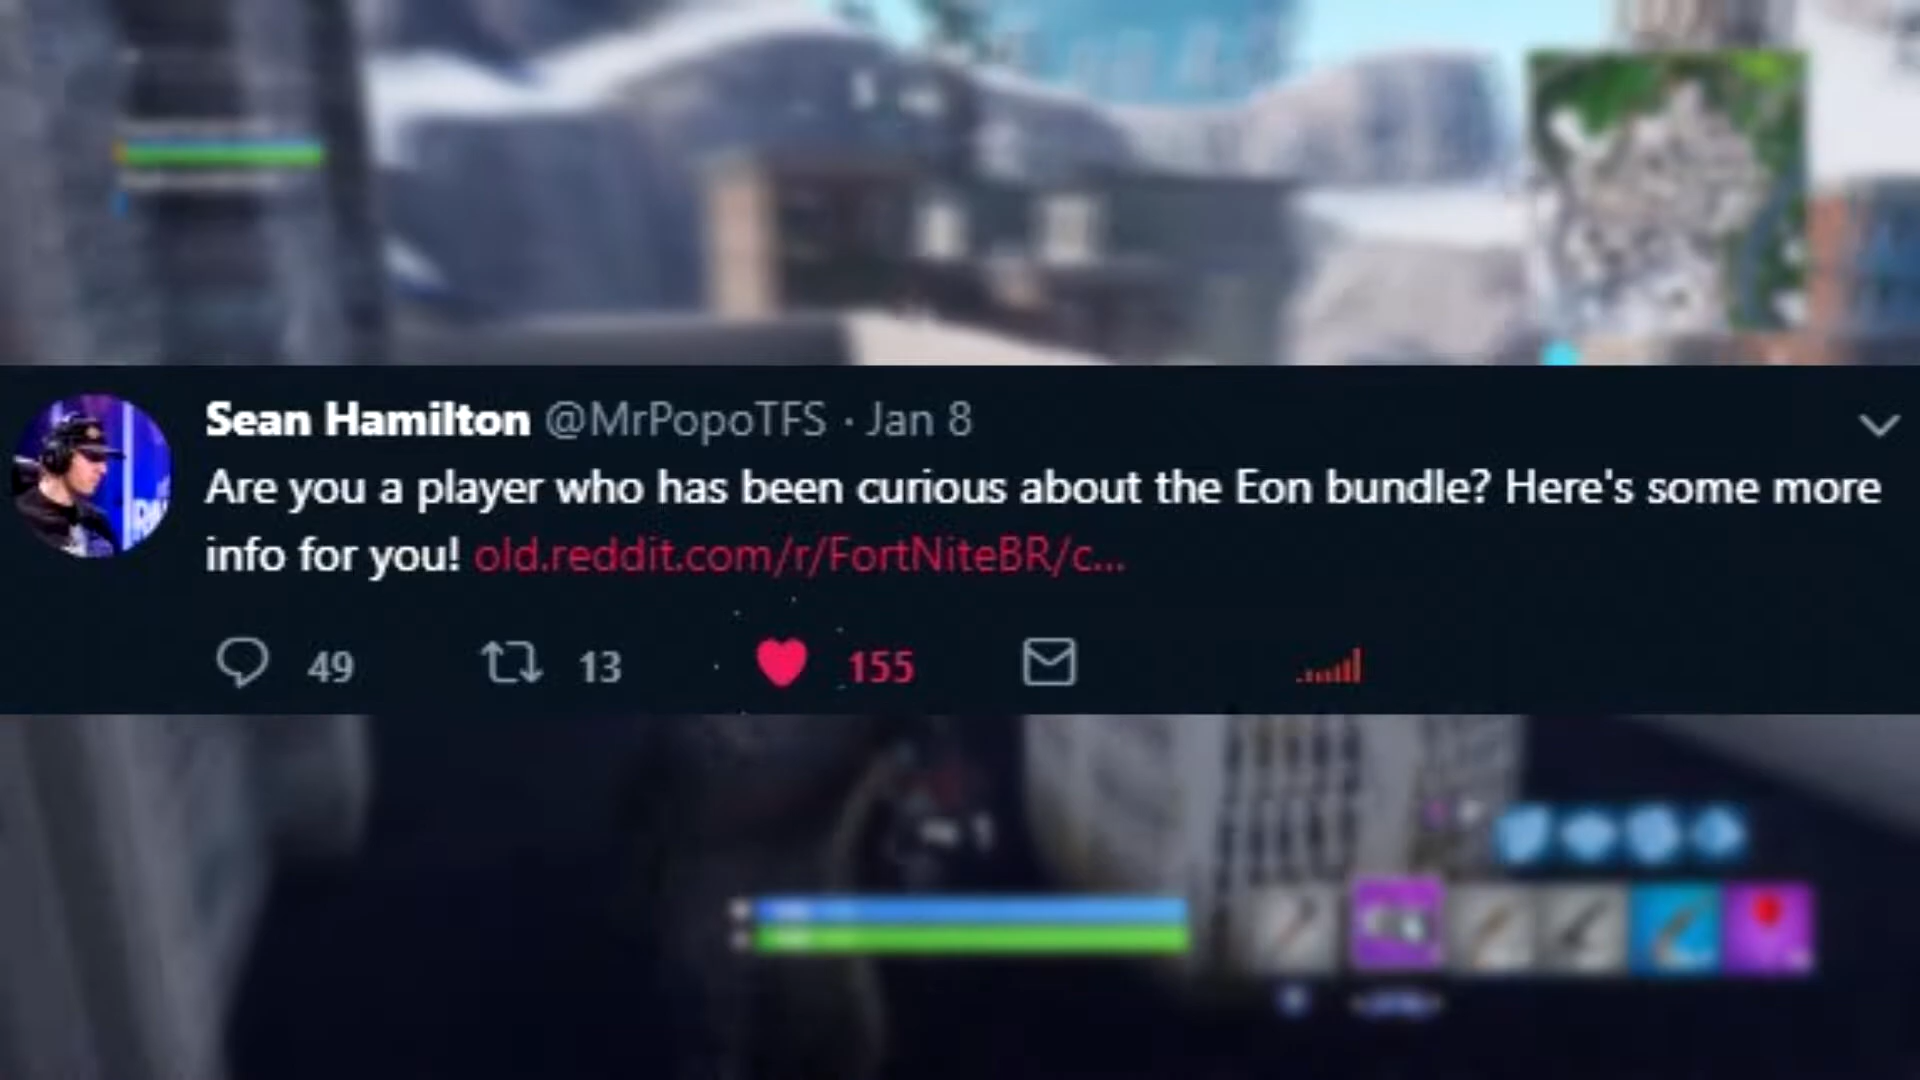 Sean Hamilton @MrPopoTFS · Jan 8
Are you a player who has been curious about the Eon bundle? Here's some more
info for you! old.reddit.com/r/FortNiteBR/c...
49 13 155